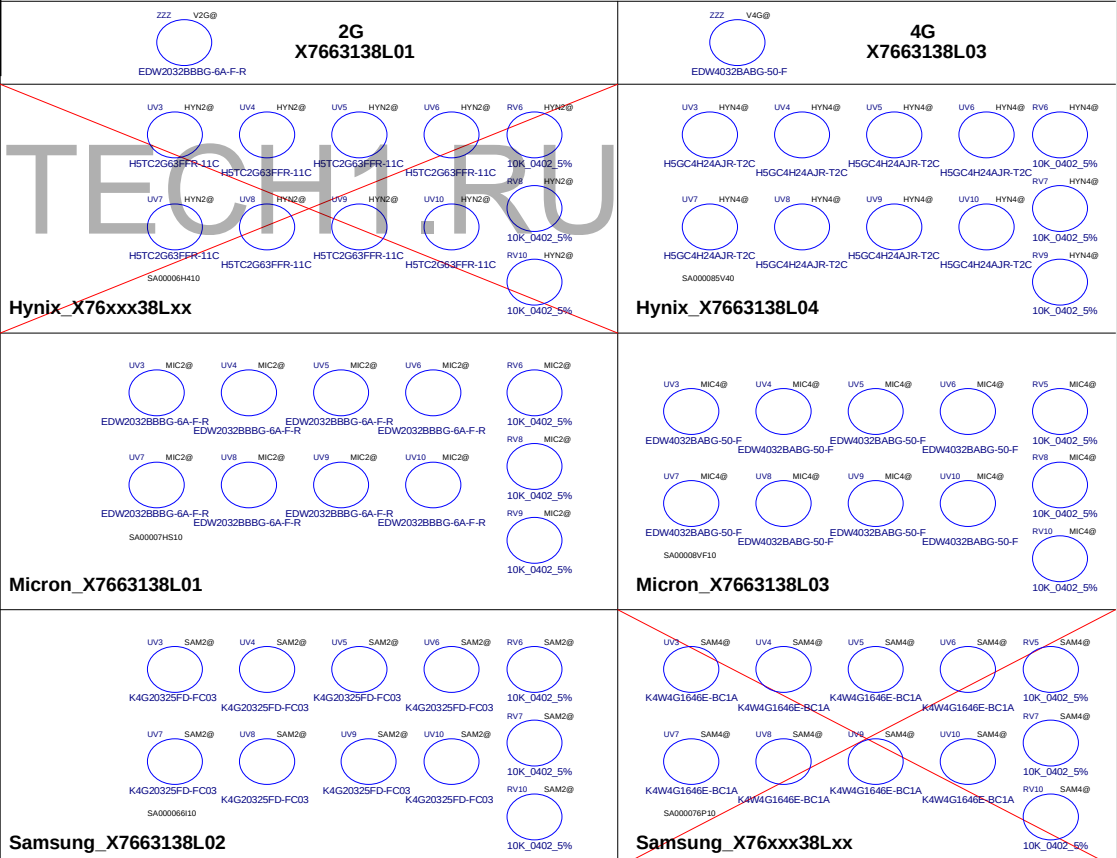 ZZZ V2G@
EDW2032BBBG-6A-F-R
2G
X7663138L01
ZZZ V4G@
EDW4032BABG-50-F
4G
X7663138L03
TECH1.RU
UV3 HYN2@ UV4 HYN2@ UV5 HYN2@ UV6 HYN2@ RV6 HYN2@
H5TC2G63FFR-11C H5TC2G63FFR-11C H5TC2G63FFR-11C H5TC2G63FFR-11C 10K_0402_5%
RV8 HYN2@
10K_0402_5%
UV7 HYN2@ UV8 HYN2@ UV9 HYN2@ UV10 HYN2@
H5TC2G63FFR-11C H5TC2G63FFR-11C H5TC2G63FFR-11C H5TC2G63FFR-11C
RV10 HYN2@
10K_0402_5%
SA00006H410
Hynix_X76xxx38Lxx
UV3 HYN4@ UV4 HYN4@ UV5 HYN4@ UV6 HYN4@ RV6 HYN4@
H5GC4H24AJR-T2C H5GC4H24AJR-T2C H5GC4H24AJR-T2C H5GC4H24AJR-T2C 10K_0402_5%
RV7 HYN4@
10K_0402_5%
UV7 HYN4@ UV8 HYN4@ UV9 HYN4@ UV10 HYN4@
H5GC4H24AJR-T2C H5GC4H24AJR-T2C H5GC4H24AJR-T2C H5GC4H24AJR-T2C
RV9 HYN4@
10K_0402_5%
SA000085V40
Hynix_X7663138L04
UV3 MIC2@ UV4 MIC2@ UV5 MIC2@ UV6 MIC2@ RV6 MIC2@
EDW2032BBBG-6A-F-R EDW2032BBBG-6A-F-R EDW2032BBBG-6A-F-R EDW2032BBBG-6A-F-R 10K_0402_5%
RV8 MIC2@
10K_0402_5%
UV7 MIC2@ UV8 MIC2@ UV9 MIC2@ UV10 MIC2@
EDW2032BBBG-6A-F-R EDW2032BBBG-6A-F-R EDW2032BBBG-6A-F-R EDW2032BBBG-6A-F-R
RV9 MIC2@
10K_0402_5%
SA00007HS10
Micron_X7663138L01
UV3 MIC4@ UV4 MIC4@ UV5 MIC4@ UV6 MIC4@ RV5 MIC4@
EDW4032BABG-50-F EDW4032BABG-50-F EDW4032BABG-50-F EDW4032BABG-50-F 10K_0402_5%
RV8 MIC4@
10K_0402_5%
UV7 MIC4@ UV8 MIC4@ UV9 MIC4@ UV10 MIC4@
EDW4032BABG-50-F EDW4032BABG-50-F EDW4032BABG-50-F EDW4032BABG-50-F
RV10 MIC4@
10K_0402_5%
SA00008VF10
Micron_X7663138L03
UV3 SAM2@ UV4 SAM2@ UV5 SAM2@ UV6 SAM2@ RV6 SAM2@
K4G20325FD-FC03 K4G20325FD-FC03 K4G20325FD-FC03 K4G20325FD-FC03 10K_0402_5%
RV7 SAM2@
10K_0402_5%
UV7 SAM2@ UV8 SAM2@ UV9 SAM2@ UV10 SAM2@
K4G20325FD-FC03 K4G20325FD-FC03 K4G20325FD-FC03 K4G20325FD-FC03
RV10 SAM2@
10K_0402_5%
SA000066I10
Samsung_X7663138L02
UV3 SAM4@ UV4 SAM4@ UV5 SAM4@ UV6 SAM4@ RV5 SAM4@
K4W4G1646E-BC1A K4W4G1646E-BC1A K4W4G1646E-BC1A K4W4G1646E-BC1A 10K_0402_5%
RV7 SAM4@
10K_0402_5%
UV7 SAM4@ UV8 SAM4@ UV9 SAM4@ UV10 SAM4@
K4W4G1646E-BC1A K4W4G1646E-BC1A K4W4G1646E-BC1A K4W4G1646E-BC1A
RV10 SAM4@
10K_0402_5%
SA000076P10
Samsung_X76xxx38Lxx